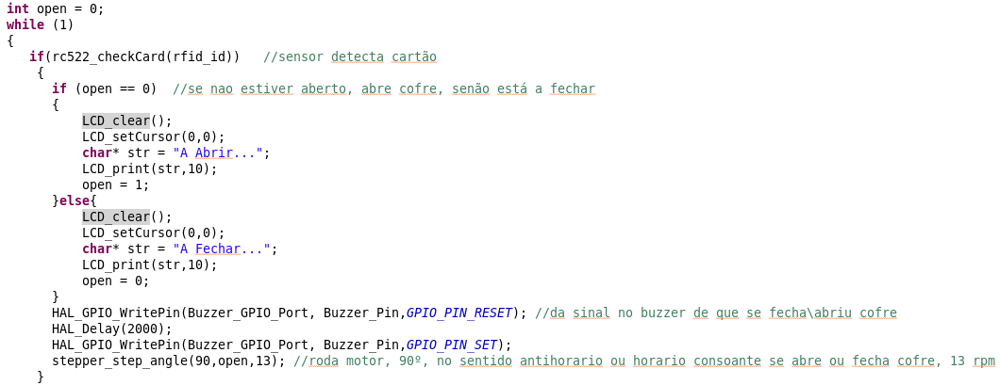 int open = 0;
while (1)
{
if(rc522_checkCard(rfid_id)) //sensor detecta cartão
{
if (open == 0) //se nao estiver aberto, abre cofre, senão está a fechar
{
LCD_clear();
LCD_setCursor(0,0);
char* str = "A Abrir...";
LCD_print(str,10);
open = 1;
}else{
LCD_clear();
LCD_setCursor(0,0);
char* str = "A Fechar...";
LCD_print(str,10);
open = 0;
}
HAL_GPIO_WritePin(Buzzer_GPIO_Port, Buzzer_Pin,GPIO_PIN_RESET); //da sinal no buzzer de que se fecha\abriu cofre
HAL_Delay(2000);
HAL_GPIO_WritePin(Buzzer_GPIO_Port, Buzzer_Pin,GPIO_PIN_SET);
stepper_step_angle(90,open,13); //roda motor, 90º, no sentido antihorario ou horario consoante se abre ou fecha cofre, 13 rpm
}